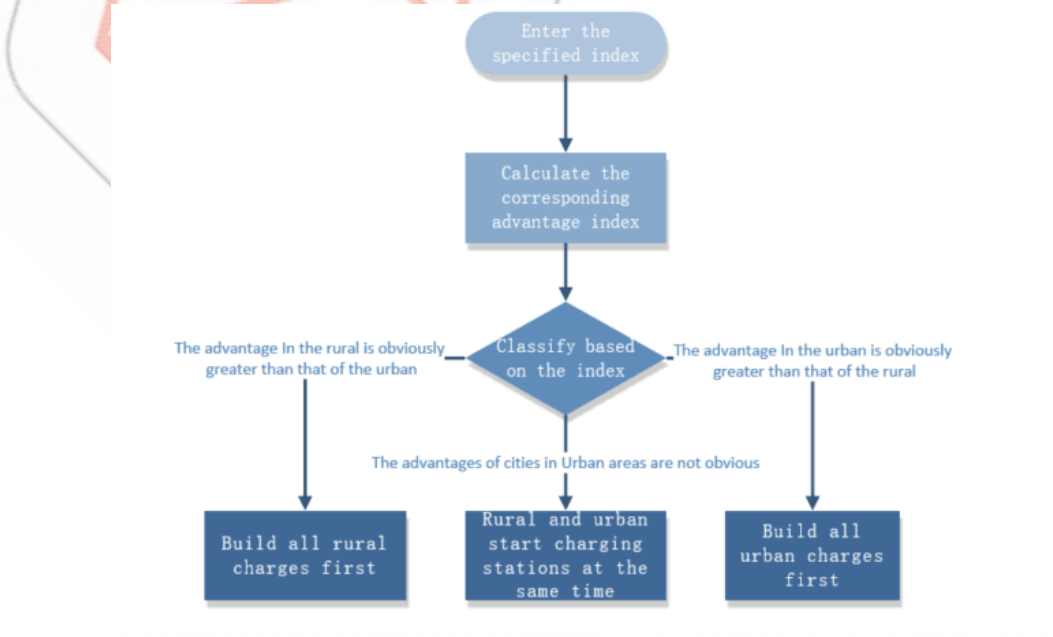 Enter the
specified index
Calculate the
corresponding
advantage index
Classify based
on the index
The advantage In the rural is obviously
greater than that of the urban
The advantage In the urban is obviously
greater than that of the rural
The advantages of cities in Urban areas are not obvious
Build all rural
charges first
Rural and urban
start charging
stations at the
same time
Build all
urban charges
first